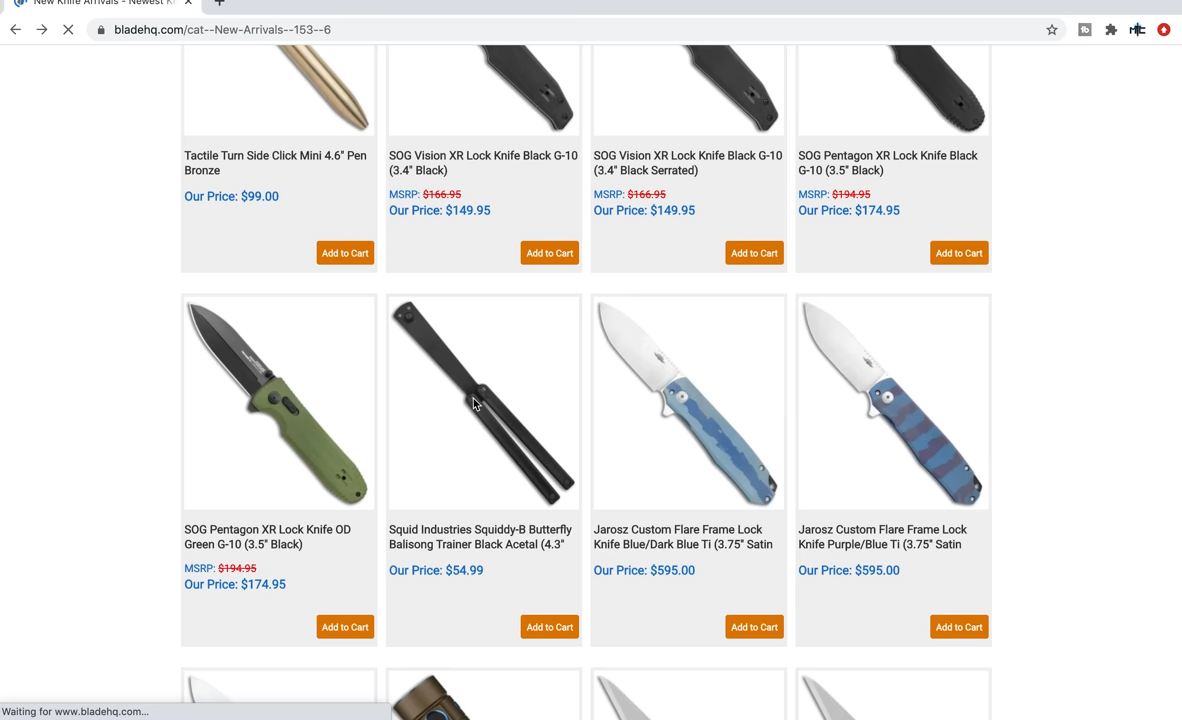 New Knife Arrivals - Newest K
bladehq.com/cat--New-Arrivals--153--6
Tactile Turn Side Click Mini 4.6" Pen
Bronze
Our Price: $99.00
Add to Cart
SOG Vision XR Lock Knife Black G-10
(3.4" Black)
MSRP: $166.95
Our Price: $149.95
Add to Cart
SOG Vision XR Lock Knife Black G-10
(3.4" Black Serrated)
MSRP: $166.95
Our Price: $149.95
Add to Cart
SOG Pentagon XR Lock Knife Black
G-10 (3.5" Black)
MSRP: $194.95
Our Price: $174.95
Add to Cart
SOG Pentagon XR Lock Knife OD
Green G-10 (3.5" Black)
MSRP: $194.95
Our Price: $174.95
Add to Cart
Squid Industries Squiddy-B Butterfly
Balisong Trainer Black Acetal (4.3"
Our Price: $54.99
Add to Cart
Jarosz Custom Flare Frame Lock
Knife Blue/Dark Blue Ti (3.75" Satin
Our Price: $595.00
Add to Cart
Jarosz Custom Flare Frame Lock
Knife Purple/Blue Ti (3.75" Satin
Our Price: $595.00
Add to Cart
Waiting for www.bladehq.com...